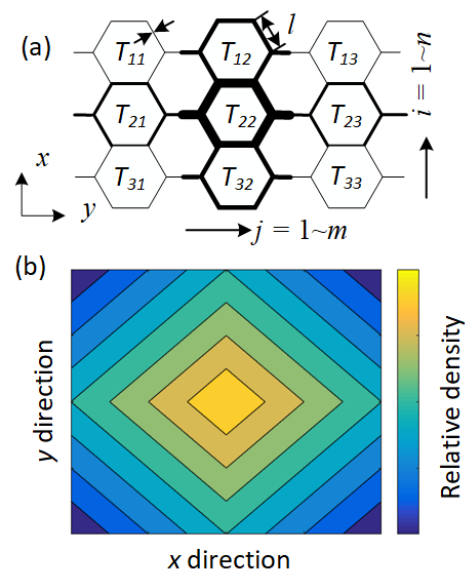 (a)
T11 T12 l T13
T21 T22 T23
T31 T32 T33
i = 1~n
x
y
j = 1~m
(b)
y direction
x direction
Relative density